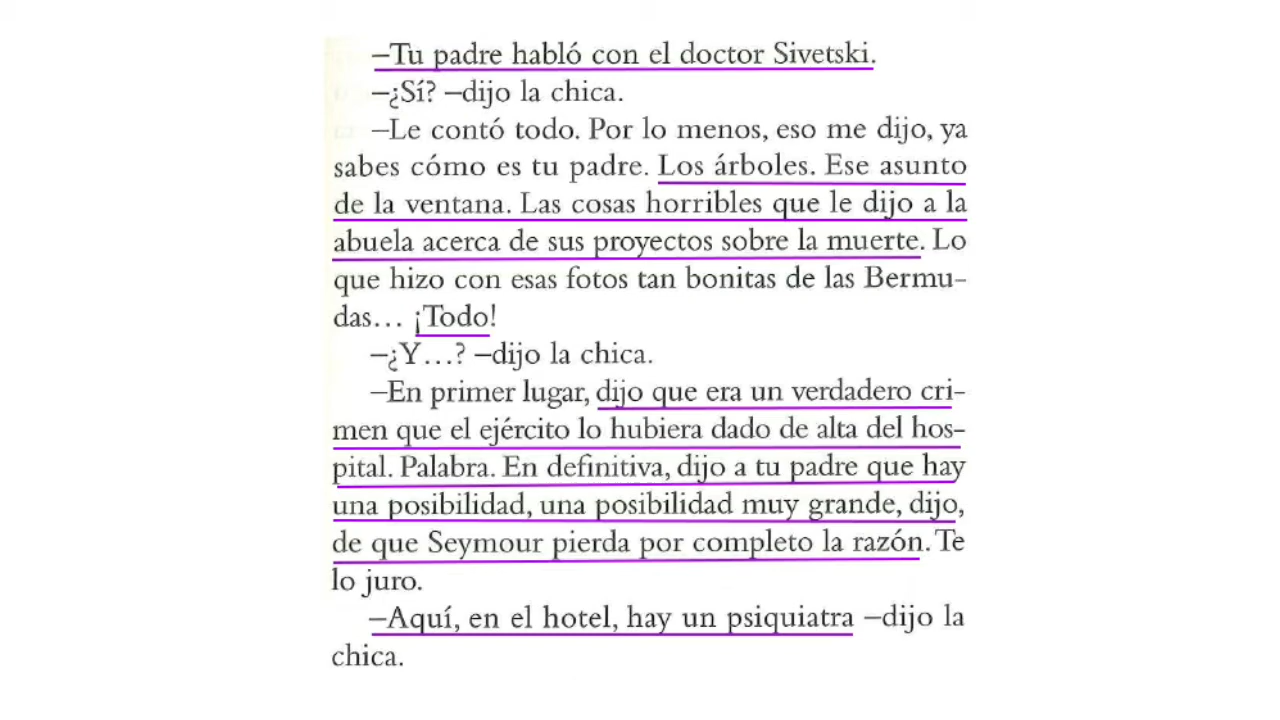 –Tu padre habló con el doctor Sivetski.
–¿Sí? –dijo la chica.
–Le contó todo. Por lo menos, eso me dijo, ya
sabes cómo es tu padre. Los árboles. Ese asunto
de la ventana. Las cosas horribles que le dijo a la
abuela acerca de sus proyectos sobre la muerte. Lo
que hizo con esas fotos tan bonitas de las Bermu-
das… ¡Todo!
–¿Y…? –dijo la chica.
–En primer lugar, dijo que era un verdadero cri-
men que el ejército lo hubiera dado de alta del hos-
pital. Palabra. En definitiva, dijo a tu padre que hay
una posibilidad, una posibilidad muy grande, dijo,
de que Seymour pierda por completo la razón. Te
lo juro.
–Aquí, en el hotel, hay un psiquiatra –dijo la
chica.